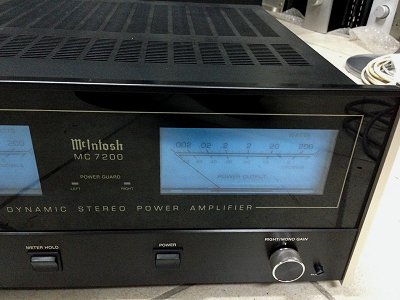 McIntosh
MC 7200
POWER GUARD
LEFT RIGHT
WATTS
200
.002 .02 .2 2 20 200
POWER OUTPUT
DYNAMIC STEREO POWER AMPLIFIER
METER HOLD
POWER
RIGHT/MONO GAIN